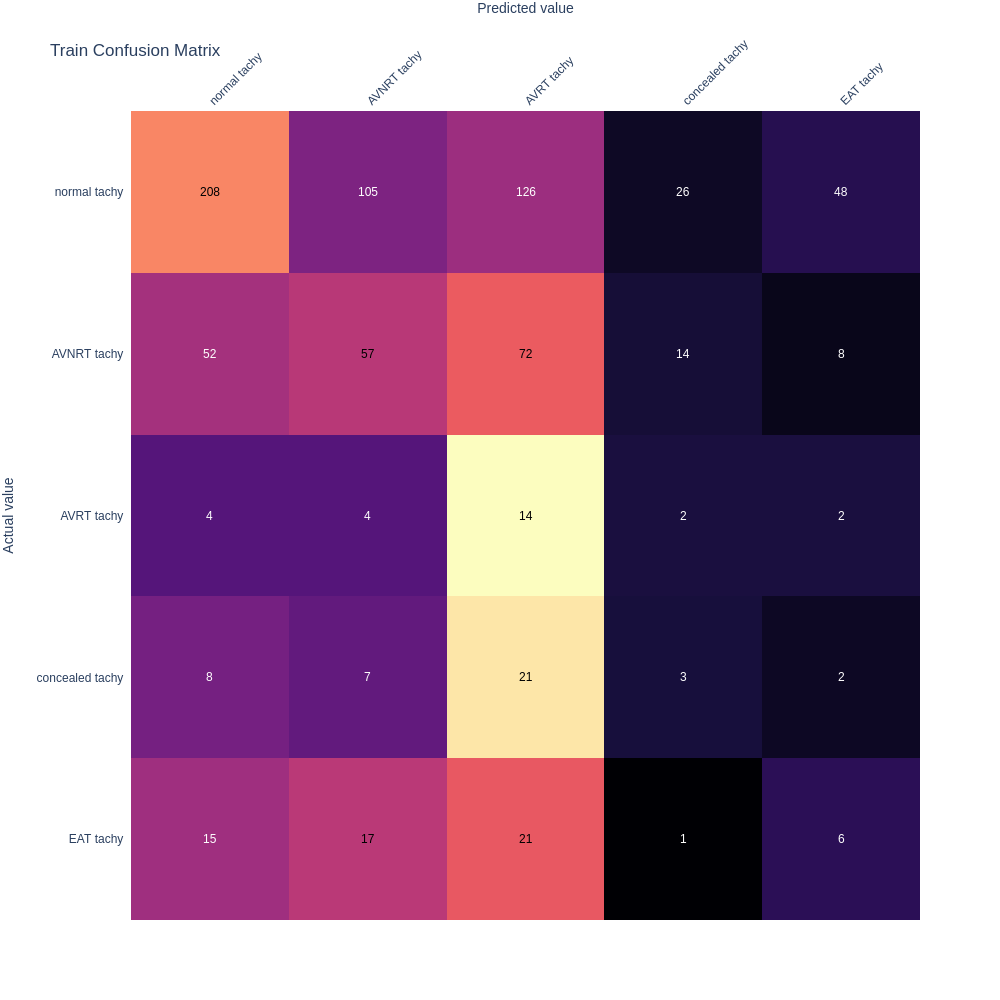 Predicted value
Train Confusion Matrix
normal tachy
AVNRT tachy
AVRT tachy
concealed tachy
EAT tachy
normal tachy 208 105 126 26 48
AVNRT tachy 52 57 72 14 8
AVRT tachy 4 4 14 2 2
concealed tachy 8 7 21 3 2
EAT tachy 15 17 21 1 6
Actual value